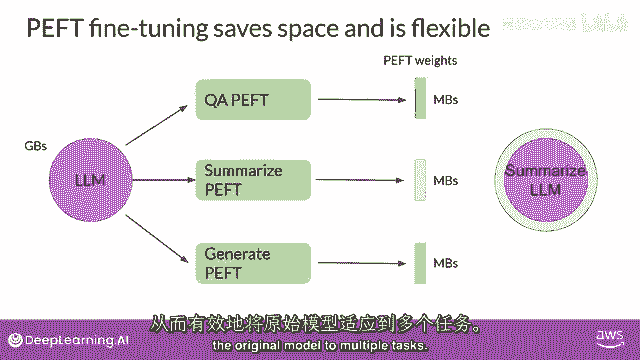 PEFT fine-tuning saves space and is flexible
PEFT weights
QA PEFT
MBs
GBs
LLM
Summarize
PEFT
MBs
Summarize
LLM
Generate
PEFT
MBs
从而有效地将原始模型适应到多个任务。
the original model to multiple tasks.
DeepLearning.AI
aws